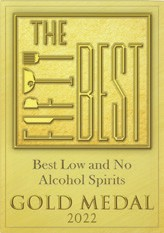 THE
FIFTY
BEST
Best Low and No
Alcohol Spirits
GOLD MEDAL
2022